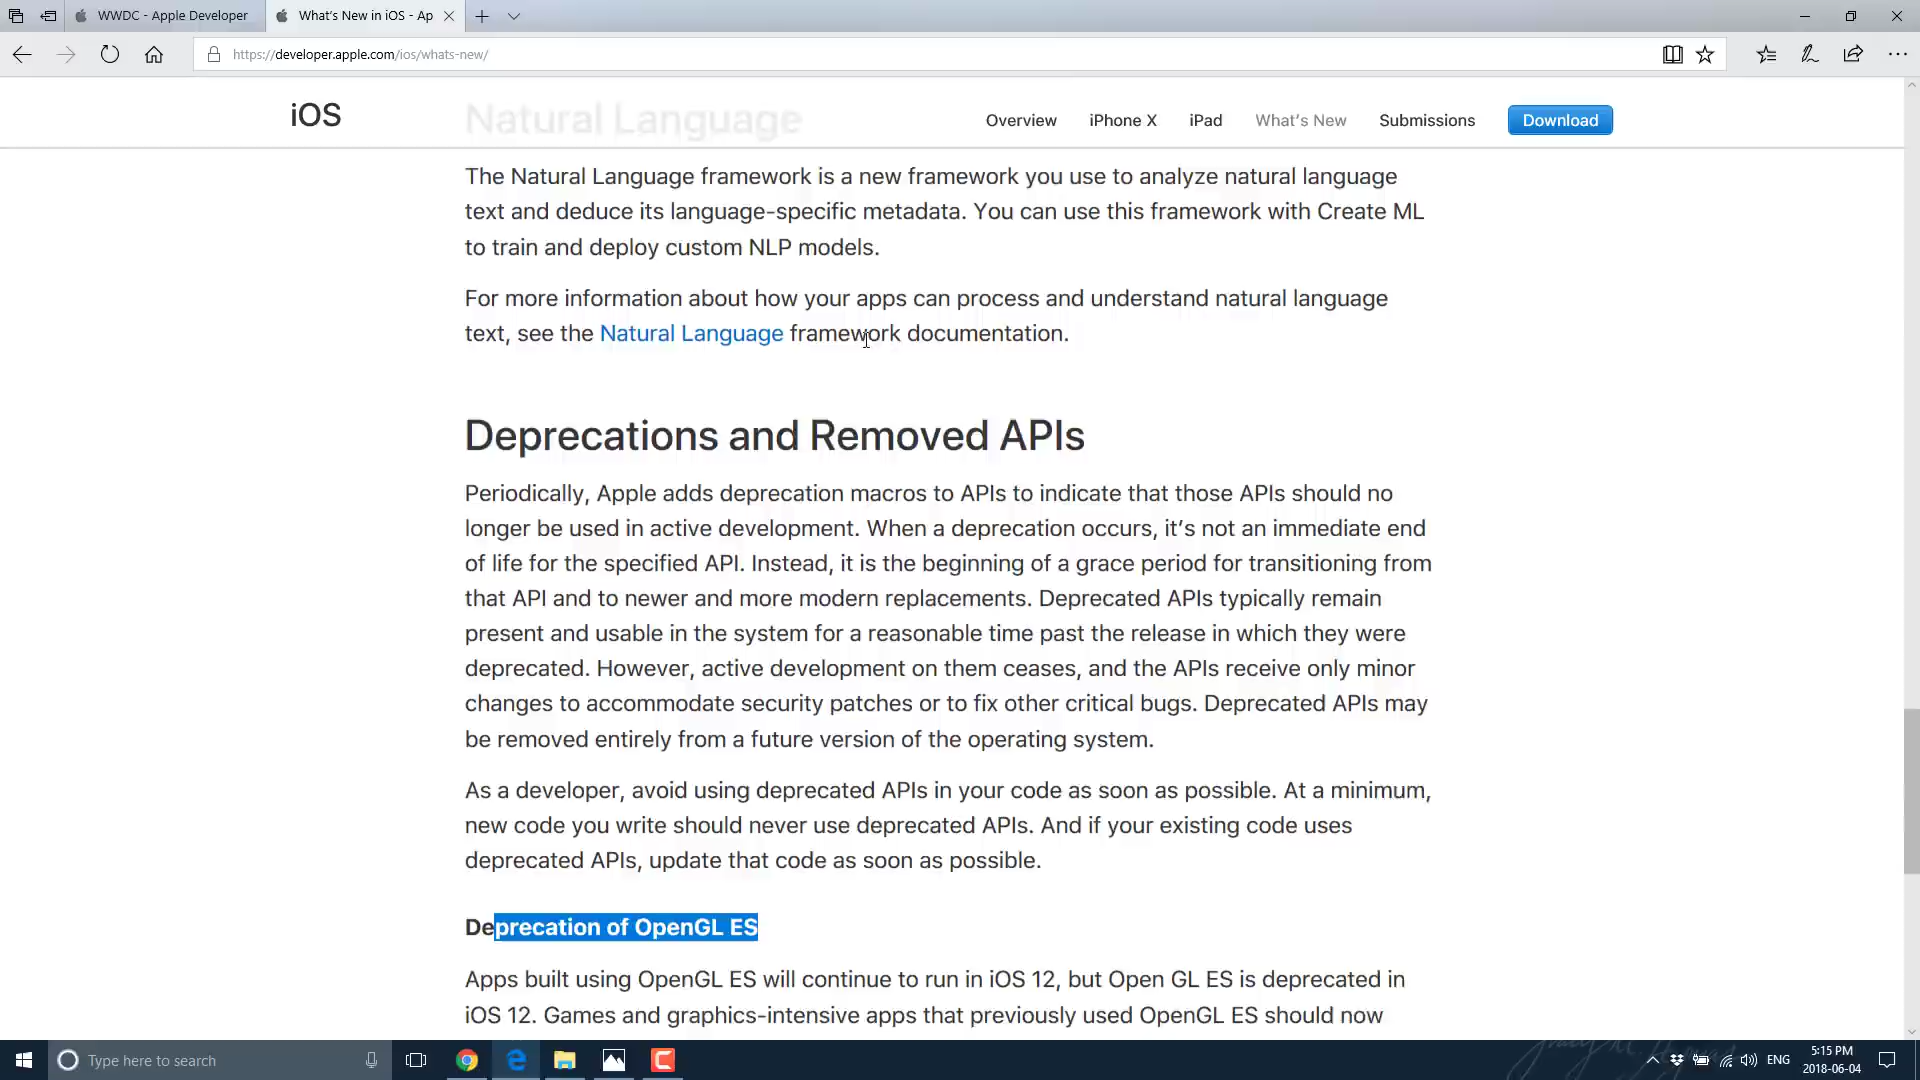 WWDC - Apple Developer
What's New in iOS - Ap
https://developer.apple.com/ios/whats-new/
iOS
Natural Language
Overview
iPhone X
iPad
What's New
Submissions
Download
The Natural Language framework is a new framework you use to analyze natural language
text and deduce its language-specific metadata. You can use this framework with Create ML
to train and deploy custom NLP models.
For more information about how your apps can process and understand natural language
text, see the Natural Language framework documentation.
Deprecations and Removed APIs
Periodically, Apple adds deprecation macros to APIs to indicate that those APIs should no
longer be used in active development. When a deprecation occurs, it's not an immediate end
of life for the specified API. Instead, it is the beginning of a grace period for transitioning from
that API and to newer and more modern replacements. Deprecated APIs typically remain
present and usable in the system for a reasonable time past the release in which they were
deprecated. However, active development on them ceases, and the APIs receive only minor
changes to accommodate security patches or to fix other critical bugs. Deprecated APIs may
be removed entirely from a future version of the operating system.
As a developer, avoid using deprecated APIs in your code as soon as possible. At a minimum,
new code you write should never use deprecated APIs. And if your existing code uses
deprecated APIs, update that code as soon as possible.
Deprecation of OpenGL ES
Apps built using OpenGL ES will continue to run in iOS 12, but Open GL ES is deprecated in
iOS 12. Games and graphics-intensive apps that previously used OpenGL ES should now
Type here to search
ENG
5:15 PM
2018-06-04